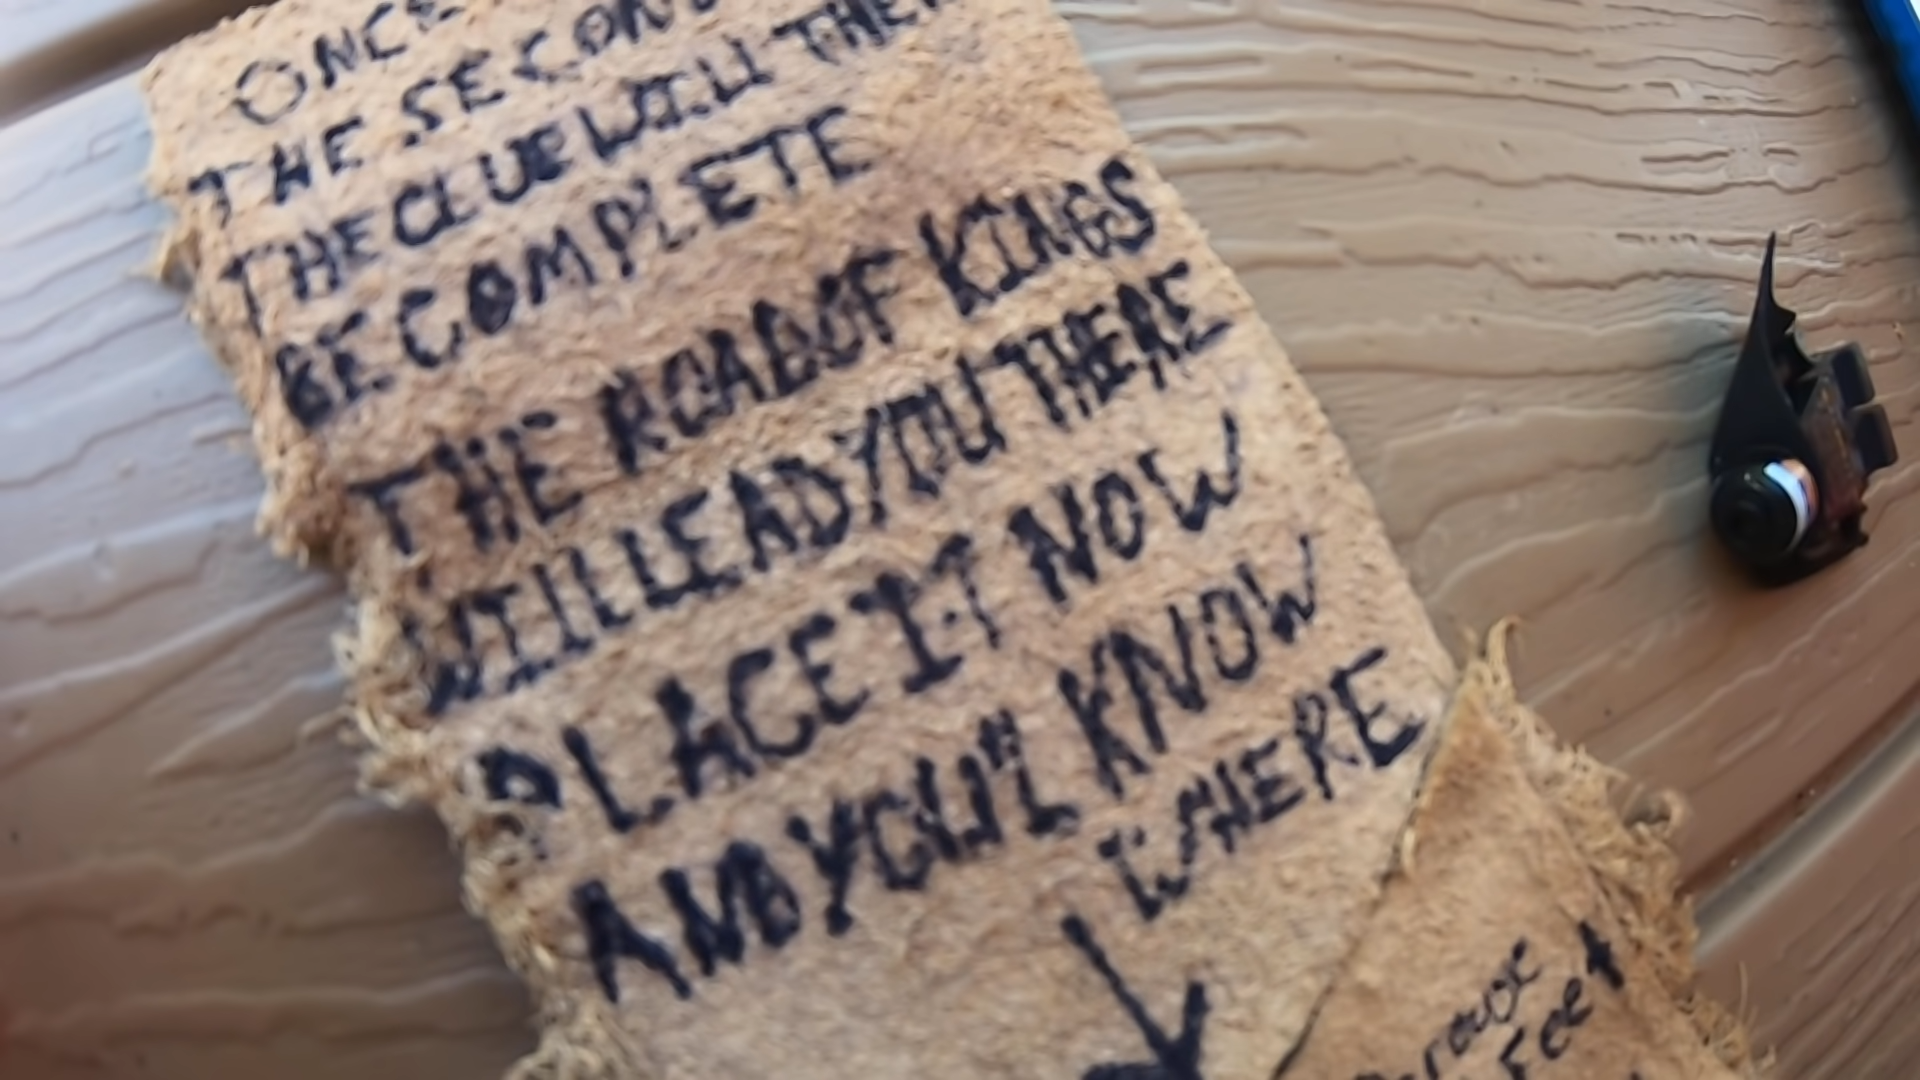 ONCE
THE SECOND
THE CLUE WILL THEN
BE COMPLETE
THE ROAD OF KINGS
WILL LEAD YOU THERE
PLACE IT NOW
AND YOU'L KNOW
WHERE
Feet